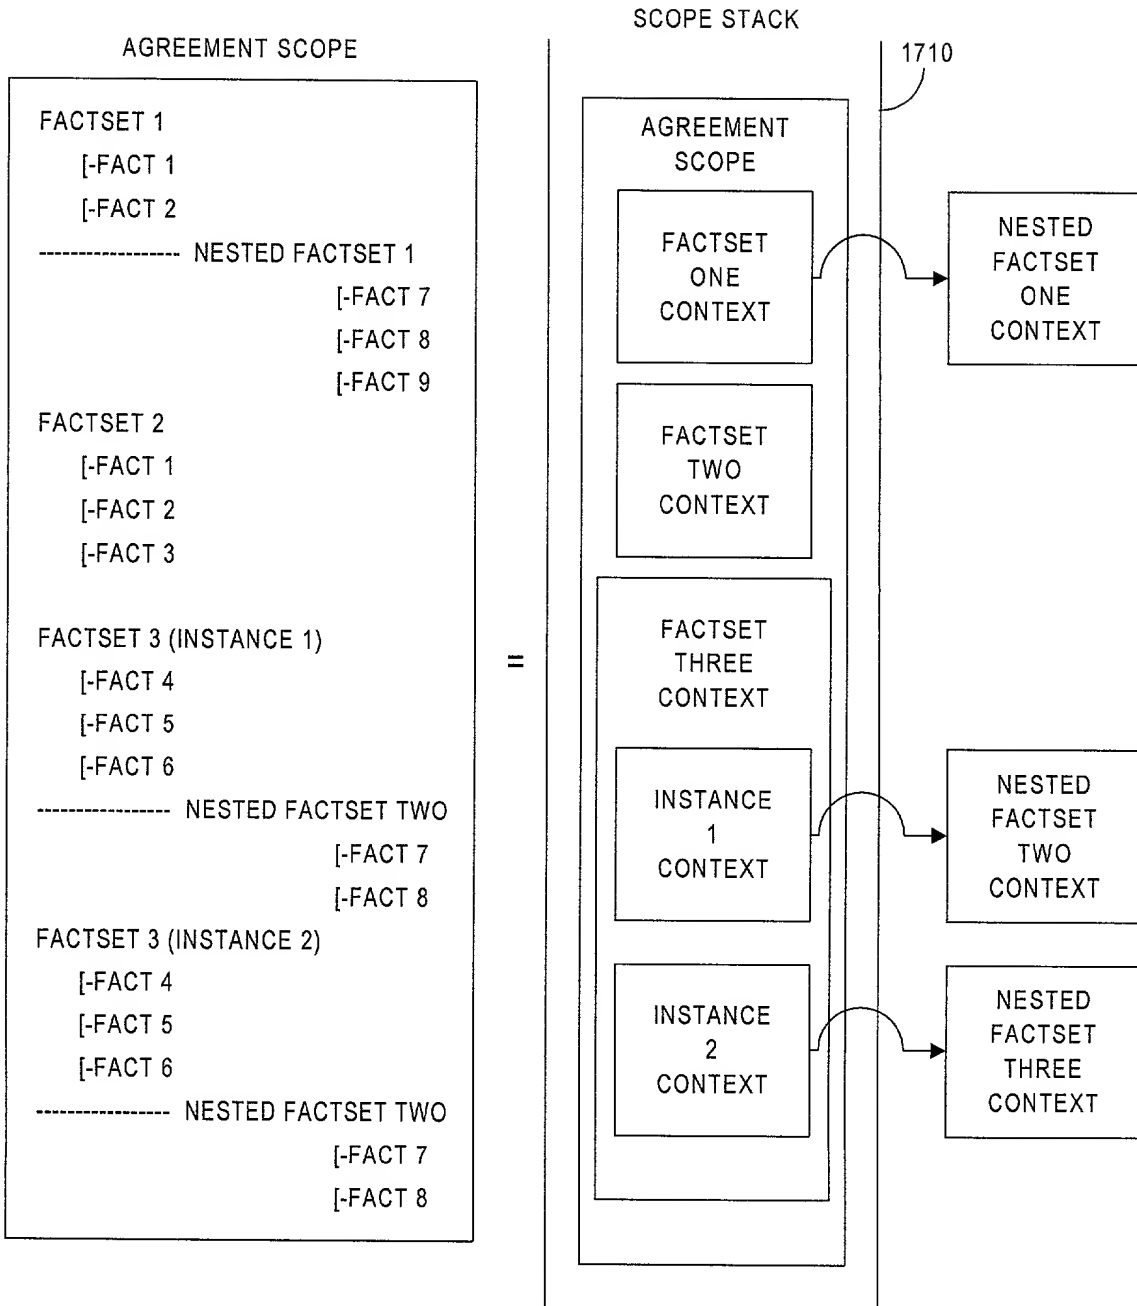 AGREEMENT SCOPE
FACTSET 1
[-FACT 1
[-FACT 2
------------------ NESTED FACTSET 1
[-FACT 7
[-FACT 8
[-FACT 9
FACTSET 2
[-FACT 1
[-FACT 2
[-FACT 3
FACTSET 3 (INSTANCE 1)
[-FACT 4
[-FACT 5
[-FACT 6
----------------- NESTED FACTSET TWO
[-FACT 7
[-FACT 8
FACTSET 3 (INSTANCE 2)
[-FACT 4
[-FACT 5
[-FACT 6
----------------- NESTED FACTSET TWO
[-FACT 7
[-FACT 8
=
SCOPE STACK
1710
AGREEMENT
SCOPE
FACTSET
ONE
CONTEXT
FACTSET
TWO
CONTEXT
FACTSET
THREE
CONTEXT
INSTANCE
1
CONTEXT
INSTANCE
2
CONTEXT
NESTED
FACTSET
ONE
CONTEXT
NESTED
FACTSET
TWO
CONTEXT
NESTED
FACTSET
THREE
CONTEXT